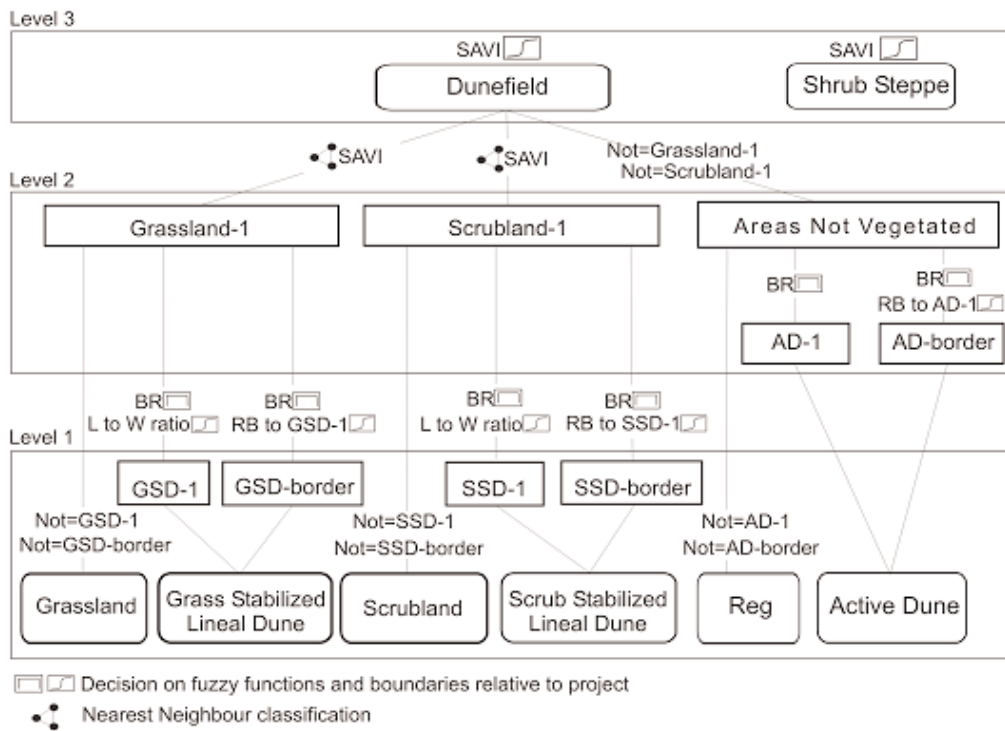 Level 3
SAVI
SAVI
Dunefield
Shrub Steppe
SAVI
SAVI
Not=Grassland-1
Not=Scrubland-1
Level 2
Grassland-1
Scrubland-1
Areas Not Vegetated
BR
BR
RB to AD-1
AD-1
AD-border
BR
L to W ratio
BR
RB to GSD-1
BR
L to W ratio
BR
RB to SSD-1
Level 1
GSD-1
GSD-border
SSD-1
SSD-border
Not=GSD-1
Not=GSD-border
Not=SSD-1
Not=SSD-border
Not=AD-1
Not=AD-border
Grassland
Grass Stabilized
Lineal Dune
Scrubland
Scrub Stabilized
Lineal Dune
Reg
Active Dune
Decision on fuzzy functions and boundaries relative to project
Nearest Neighbour classification